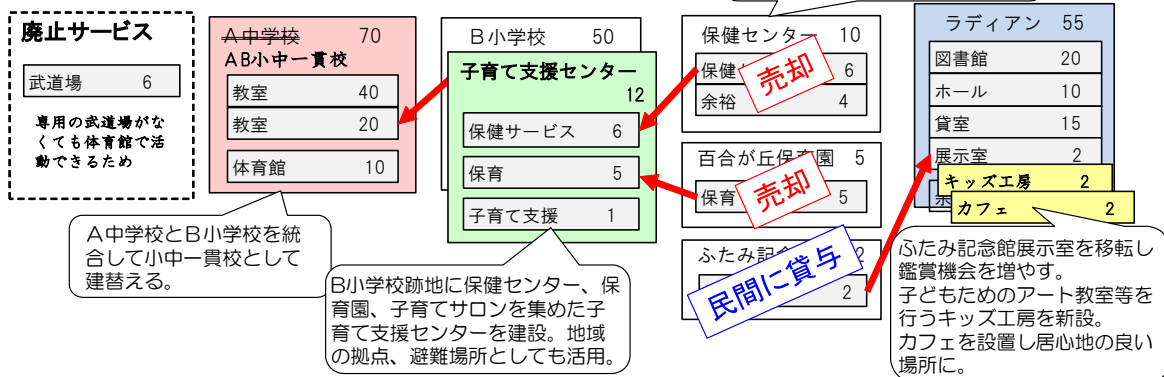 廃止サービス
武道場 6
専用の武道場がな
くても体育館で活
動できるため
A中学校 70
AB小中一貫校
教室 40
教室 20
体育館 10
A中学校とB小学校を統
合して小中一貫校として
建替える。
B小学校 50
子育て支援センター
12
保健サービス 6
保育 5
子育て支援 1
B小学校跡地に保健センター、保
育園、子育てサロンを集めた子
育て支援センターを建設。地域
の拠点、避難場所としても活用。
保健センター 10
保健 6
売却
余裕 4
百合が丘保育園 5
保育 5
売却
ふたみ記念 2
2
民間に貸与
ラディアン 55
図書館 20
ホール 10
貸室 15
展示室 2
キッズ工房 2
カフェ 2
ふたみ記念館展示室を移転し
鑑賞機会を増やす。
子どもためのアート教室等を
行うキッズ工房を新設。
カフェを設置し居心地の良い
場所に。